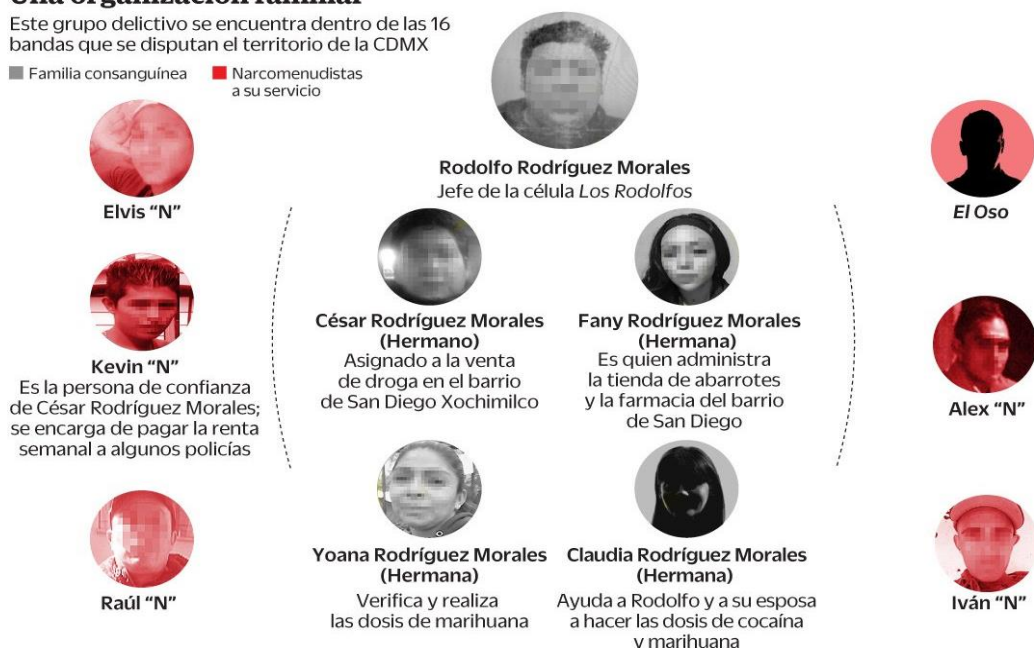 Una organización familiar
Este grupo delictivo se encuentra dentro de las 16
bandas que se disputan el territorio de la CDMX
Familia consanguínea
Narcomenudistas
a su servicio
Rodolfo Rodríguez Morales
Jefe de la célula Los Rodolfos
Elvis "N"
Kevin "N"
Es la persona de confianza
de César Rodríguez Morales;
se encarga de pagar la renta
semanal a algunos policías
Raúl "N"
César Rodríguez Morales
(Hermano)
Asignado a la venta
de droga en el barrio
de San Diego Xochimilco
Fany Rodríguez Morales
(Hermana)
Es quien administra
la tienda de abarrotes
y la farmacia del barrio
de San Diego
Yoana Rodríguez Morales
(Hermana)
Verifica y realiza
las dosis de marihuana
Claudia Rodríguez Morales
(Hermana)
Ayuda a Rodolfo y a su esposa
a hacer las dosis de cocaína
y marihuana
El Oso
Alex "N"
Iván "N"